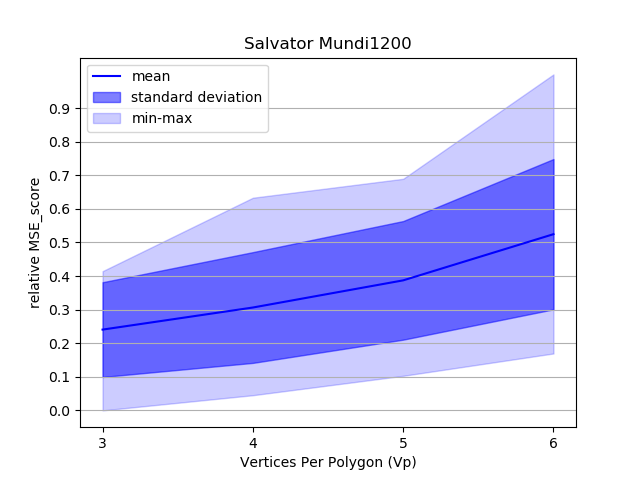 Salvator Mundi1200
mean
standard deviation
min-max
0.9
0.8
0.7
0.6
0.5
0.4
0.3
0.2
0.1
0.0
relative MSE_score
3 4 5 6
Vertices Per Polygon (Vp)